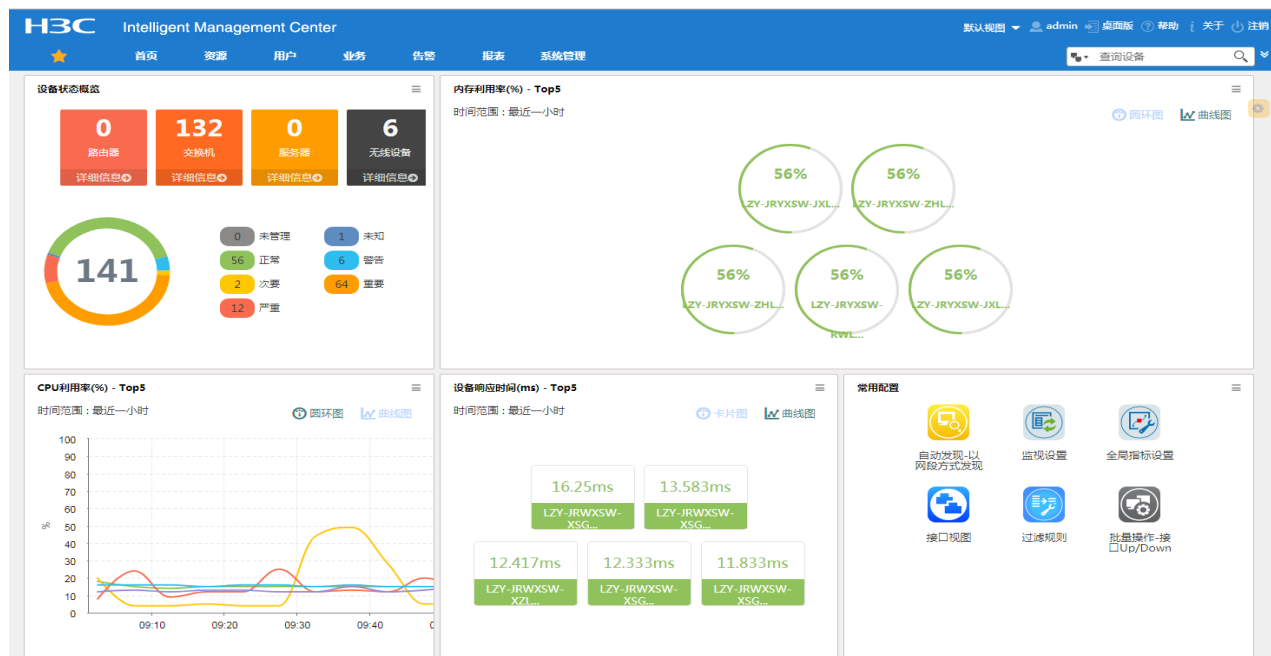 H3C Intelligent Management Center
默认视图 admin 桌面版 帮助 关于 注销
首页 资源 用户 业务 告警 报表 系统管理
查询设备
设备状态概览
0 132 0 6
路由器 交换机 服务器 无线设备
详细信息 详细信息 详细信息 详细信息
141
0 未管理 1 未知
56 正常 6 警告
2 次要 64 重要
12 严重
内存利用率(%) - Top5
时间范围：最近一小时
圆环图 曲线图
56% 56%
LZY-JRYXSW-JXL... LZY-JRYXSW-ZHL...
56% 56% 56%
LZY-JRYXSW-ZHL... LZY-JRYXSW- LZY-JRYXSW-JXL...
RWL...
CPU利用率(%) - Top5
时间范围：最近一小时
圆环图 曲线图
100
90
80
70
60
%
50
40
30
20
10
0
09:10 09:20 09:30 09:40
设备响应时间(ms) - Top5
时间范围：最近一小时
卡片图 曲线图
16.25ms 13.583ms
LZY-JRWXSW- LZY-JRWXSW-
XSG... XSG...
12.417ms 12.333ms 11.833ms
LZY-JRWXSW- LZY-JRWXSW- LZY-JRWXSW-
XZL... XSG... XSG...
常用配置
自动发现-以 监视设置 全局指标设置
网段方式发现
接口视图 过滤规则 批量操作-接
口Up/Down